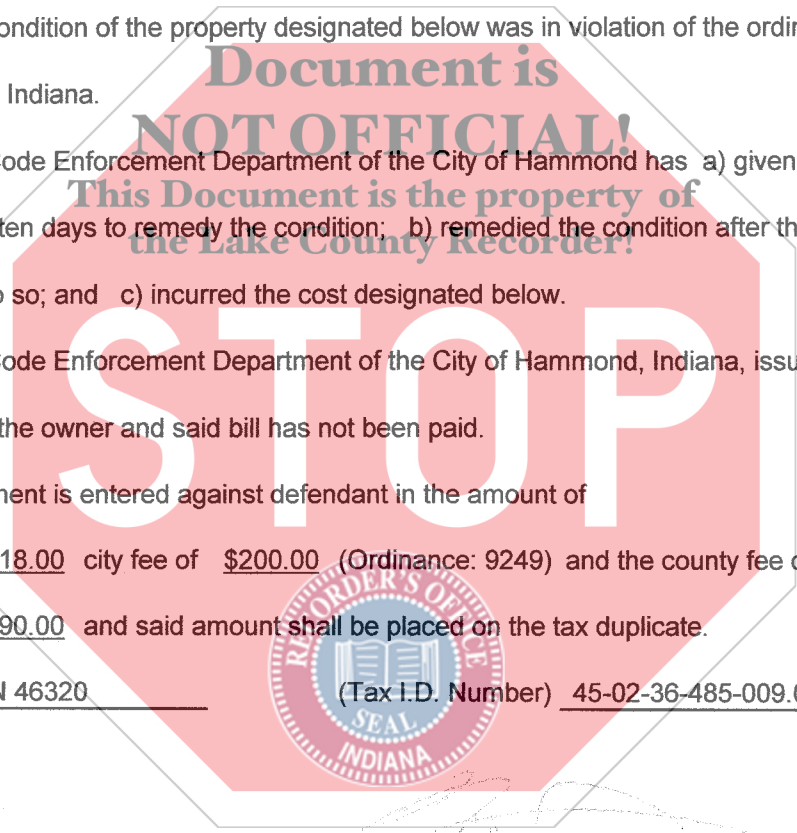 ondition of the property designated below was in violation of the
Document is
Indiana.
NOT OFFICIAL!
ode Enforcement Department of the City of Hammond has a) given
This Document is the property of
ten days to remedy the condition; b) remedied the condition after
the Lake County Recorder!
so; and c) incurred the cost designated below.
STOP
ode Enforcement Department of the City of Hammond, Indiana,
the owner and said bill has not been paid.
is entered against defendant in the amount of
18.00 city fee of $200.00 (Ordinance: 9249) and the county fee
90.00 and said amount shall be placed on the tax duplicate.
RECORDER'S OFFICE
46320 (Tax I.D. Number) 45-02-36-485-009.
SEAL
INDIANA